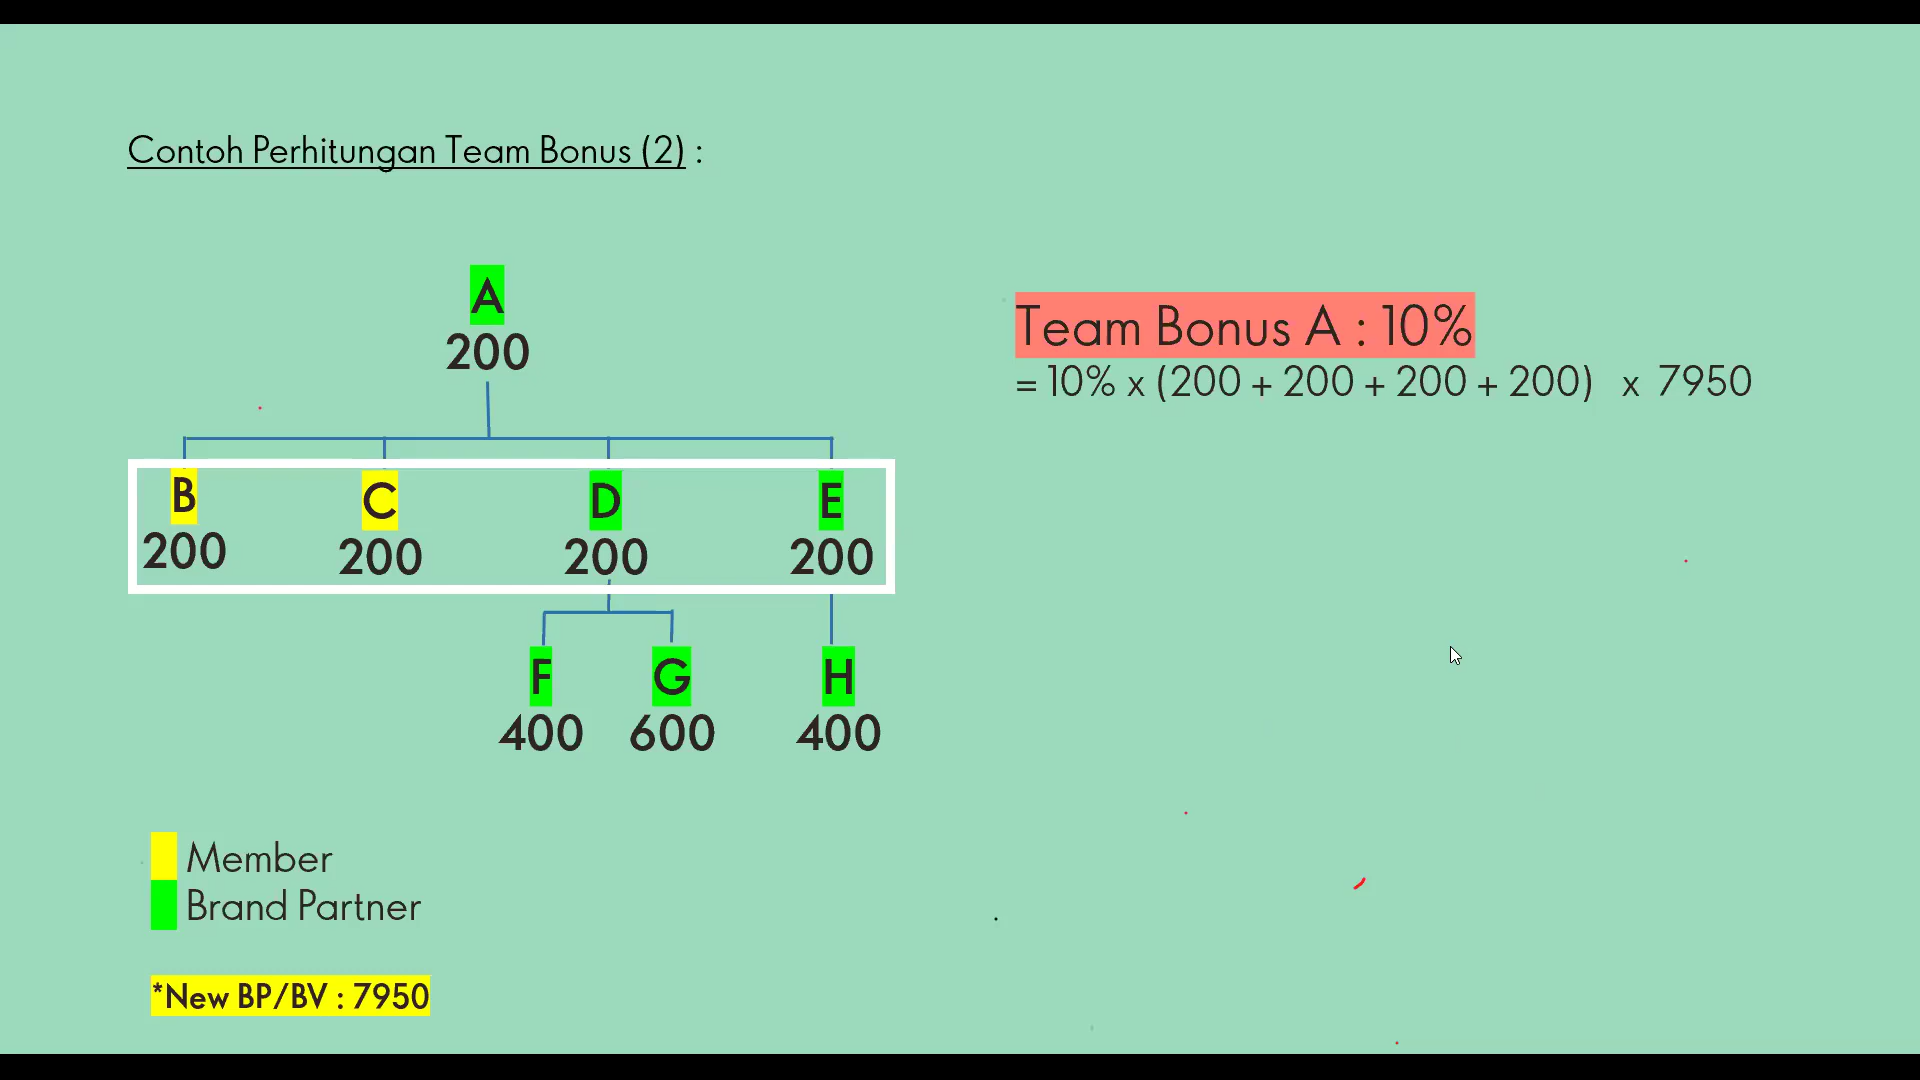 Contoh Perhitungan Team Bonus (2) :
A
200
Team Bonus A : 10%
= 10% x (200 + 200 + 200 + 200) x 7950
B C D E
200 200 200 200
F G H
400 600 400
Member
Brand Partner
*New BP/BV : 7950